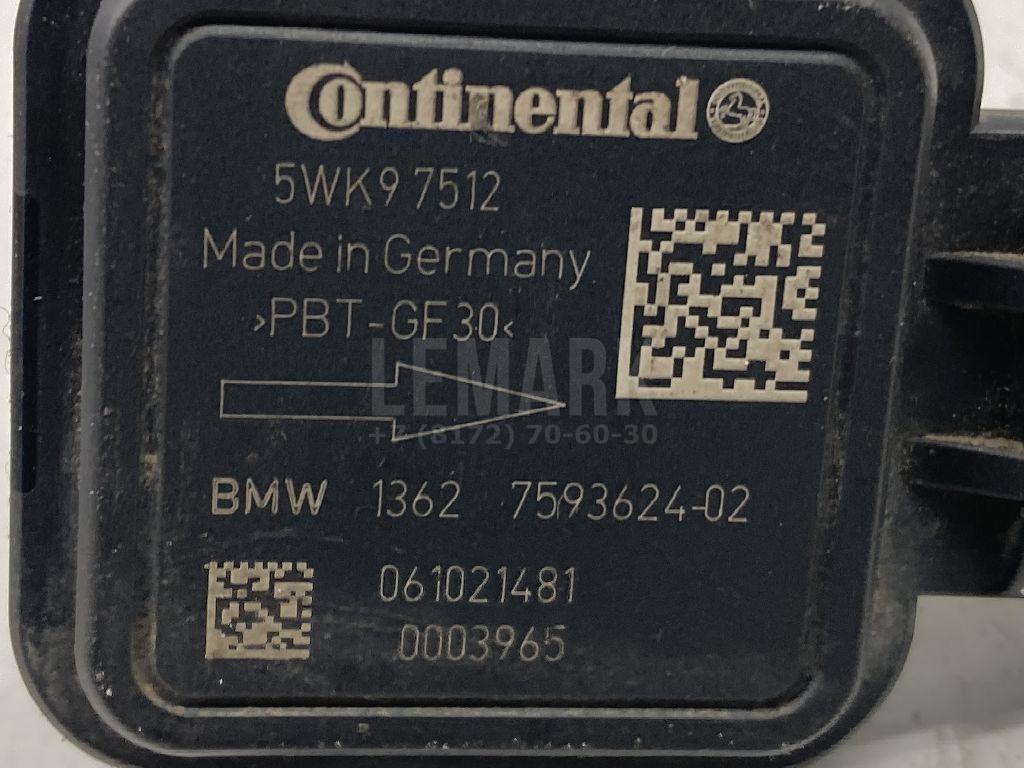 Continental
5WK9 7512
Made in Germany
>PBT-GF30<
LEMARK
+7 (8172) 70-60-30
BMW 1362 7593624-02
061021481
0003965